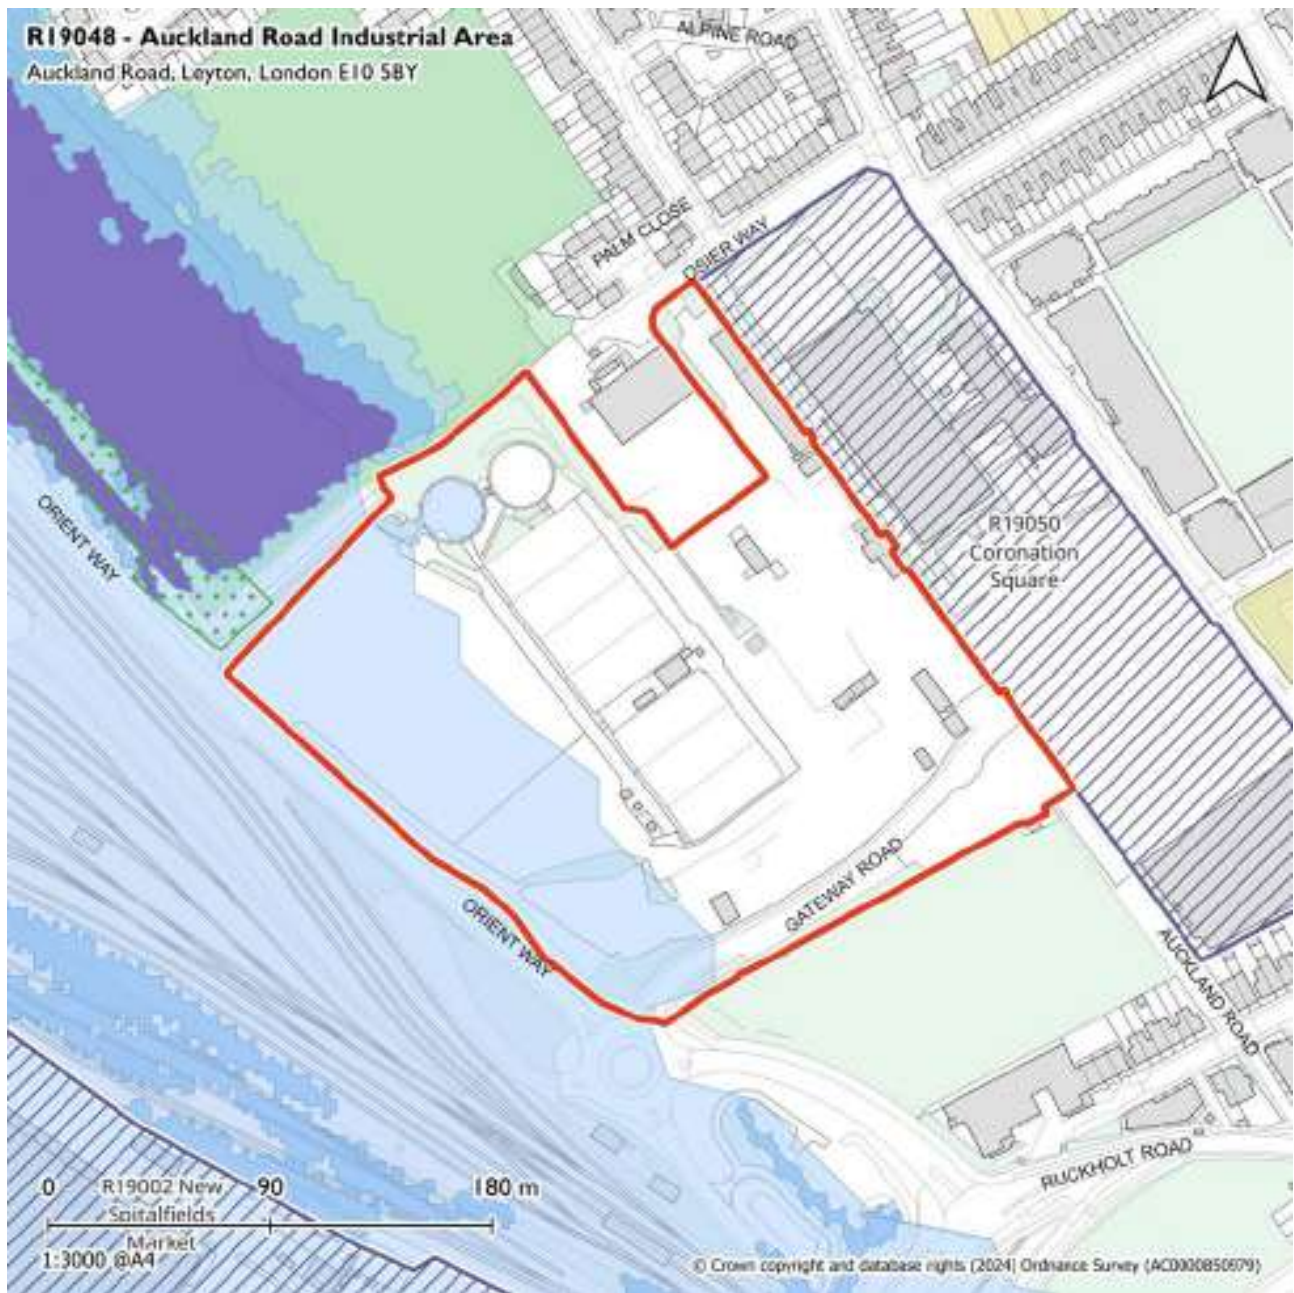 R19048 - Auckland Road Industrial Area
Auckland Road, Leyton, London E10 5BY
ALPINE ROAD
PALM CLOSE
OSIER WAY
ORIENT WAY
R19050
Coronation
Square
GATEWAY ROAD
ORIENT WAY
AUCKLAND ROAD
RUCKHOLT ROAD
0 90 180 m
R19002 New
Spitalfields
Market
1:3000 @A4
© Crown copyright and database rights [2024] Ordnance Survey (AC0000850979)